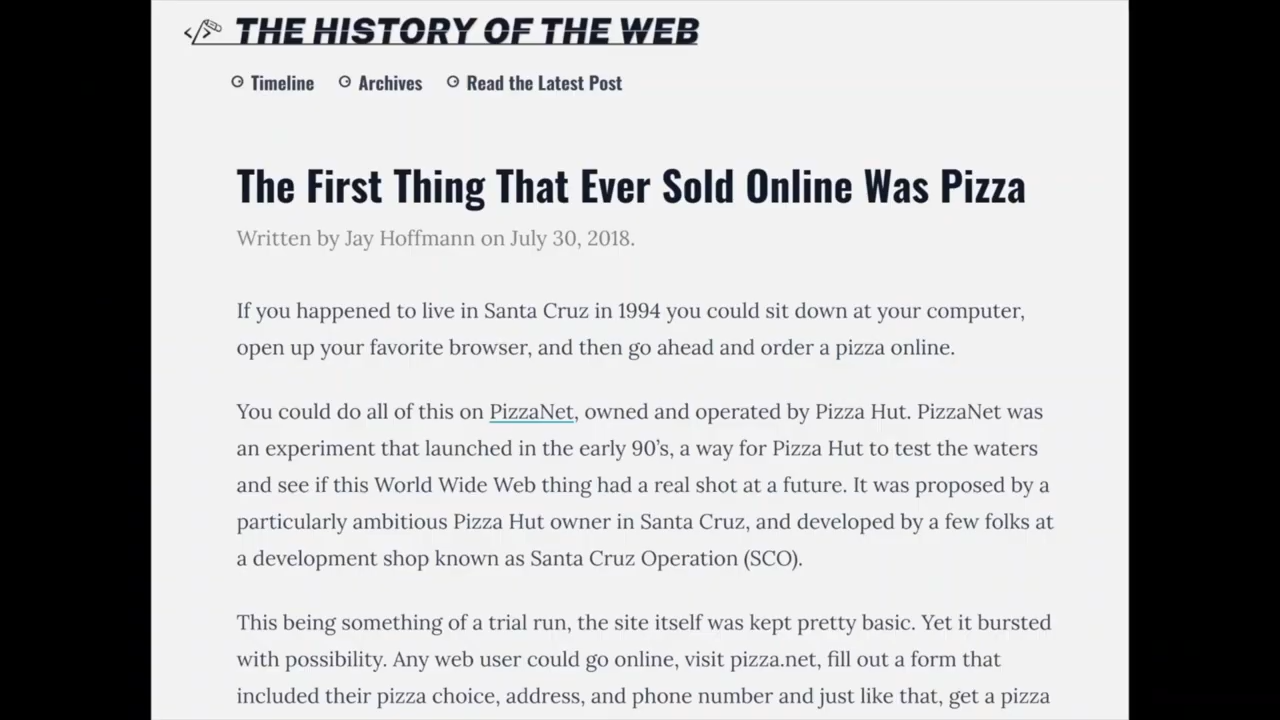 THE HISTORY OF THE WEB
Timeline Archives Read the Latest Post
The First Thing That Ever Sold Online Was Pizza
Written by Jay Hoffmann on July 30, 2018.
If you happened to live in Santa Cruz in 1994 you could sit down at your computer,
open up your favorite browser, and then go ahead and order a pizza online.
You could do all of this on PizzaNet, owned and operated by Pizza Hut. PizzaNet was
an experiment that launched in the early 90’s, a way for Pizza Hut to test the waters
and see if this World Wide Web thing had a real shot at a future. It was proposed by a
particularly ambitious Pizza Hut owner in Santa Cruz, and developed by a few folks at
a development shop known as Santa Cruz Operation (SCO).
This being something of a trial run, the site itself was kept pretty basic. Yet it bursted
with possibility. Any web user could go online, visit pizza.net, fill out a form that
included their pizza choice, address, and phone number and just like that, get a pizza